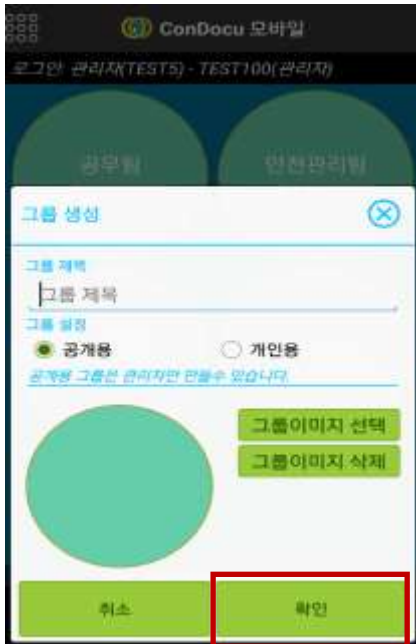 ConDocu 모바일
로그인: 관리자(TEST5) - TEST100(관리자)
공무팀 안전관리팀
그룹 생성
그룹 제목
그룹 제목
그룹 설정
공개용 개인용
공개용 그룹은 관리자만 만들수 있습니다.
그룹이미지 선택
그룹이미지 삭제
취소 확인